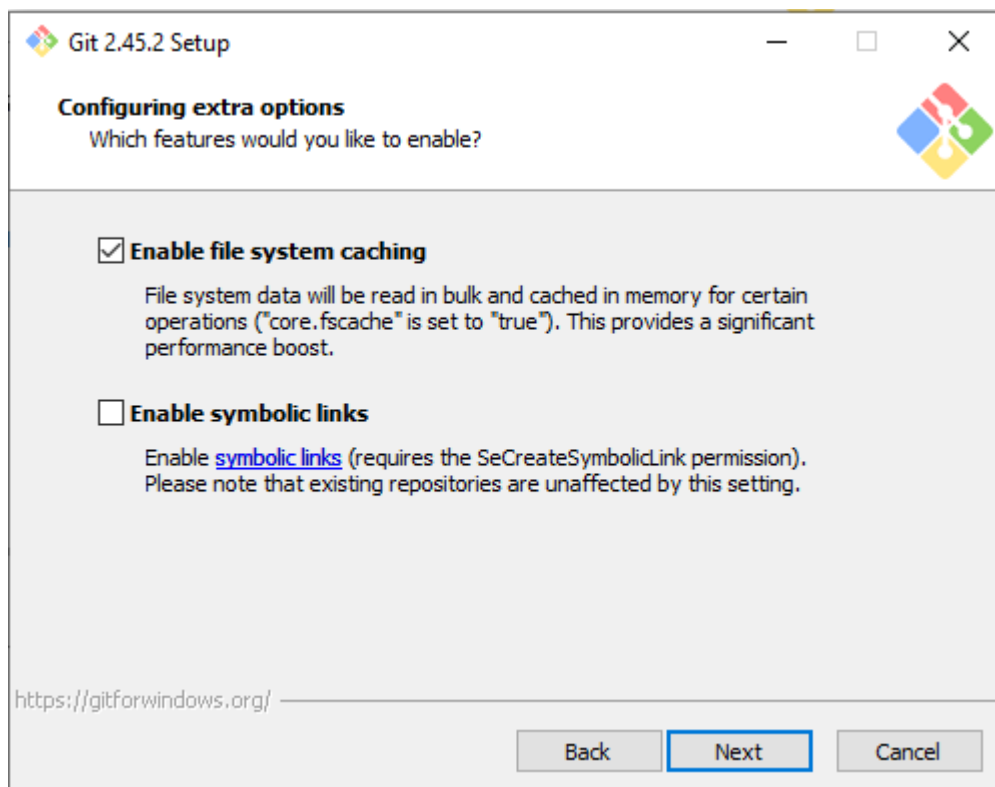 Git 2.45.2 Setup
Configuring extra options
Which features would you like to enable?
Enable file system caching
File system data will be read in bulk and cached in memory for certain
operations ("core.fscache" is set to "true"). This provides a significant
performance boost.
Enable symbolic links
Enable symbolic links (requires the SeCreateSymbolicLink permission).
Please note that existing repositories are unaffected by this setting.
https://gitforwindows.org/
Back Next Cancel